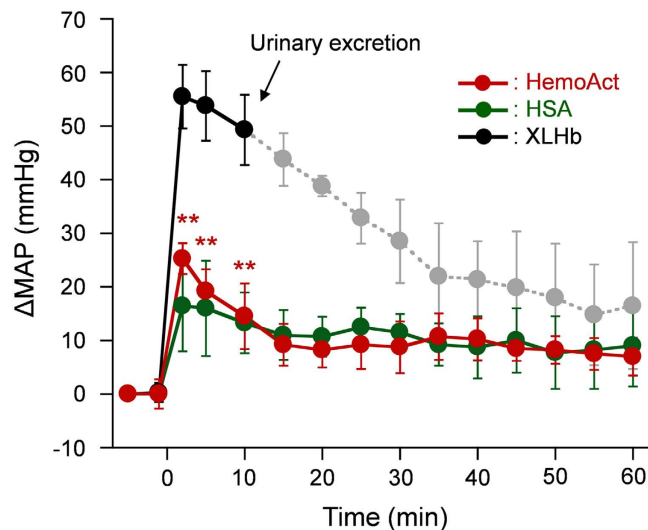 Urinary excretion
: HemoAct
: HSA
: XLHb
**
**
**
ΔMAP (mmHg)
70
60
50
40
30
20
10
0
-10
0 10 20 30 40 50 60
Time (min)